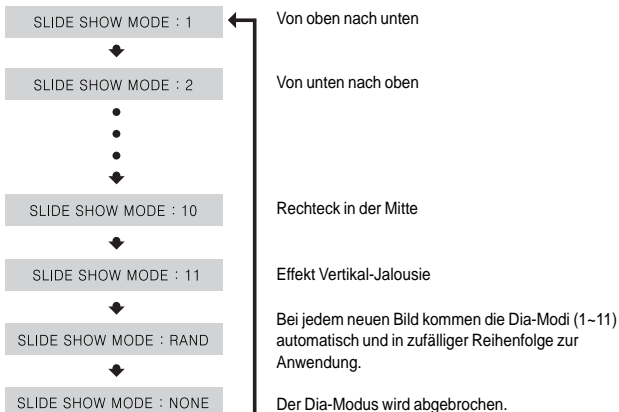 SLIDE SHOW MODE : 1
Von oben nach unten
SLIDE SHOW MODE : 2
Von unten nach oben
SLIDE SHOW MODE : 10
Rechteck in der Mitte
SLIDE SHOW MODE : 11
Effekt Vertikal-Jalousie
SLIDE SHOW MODE : RAND
Bei jedem neuen Bild kommen die Dia-Modi (1~11)
automatisch und in zufälliger Reihenfolge zur
Anwendung.
SLIDE SHOW MODE : NONE
Der Dia-Modus wird abgebrochen.